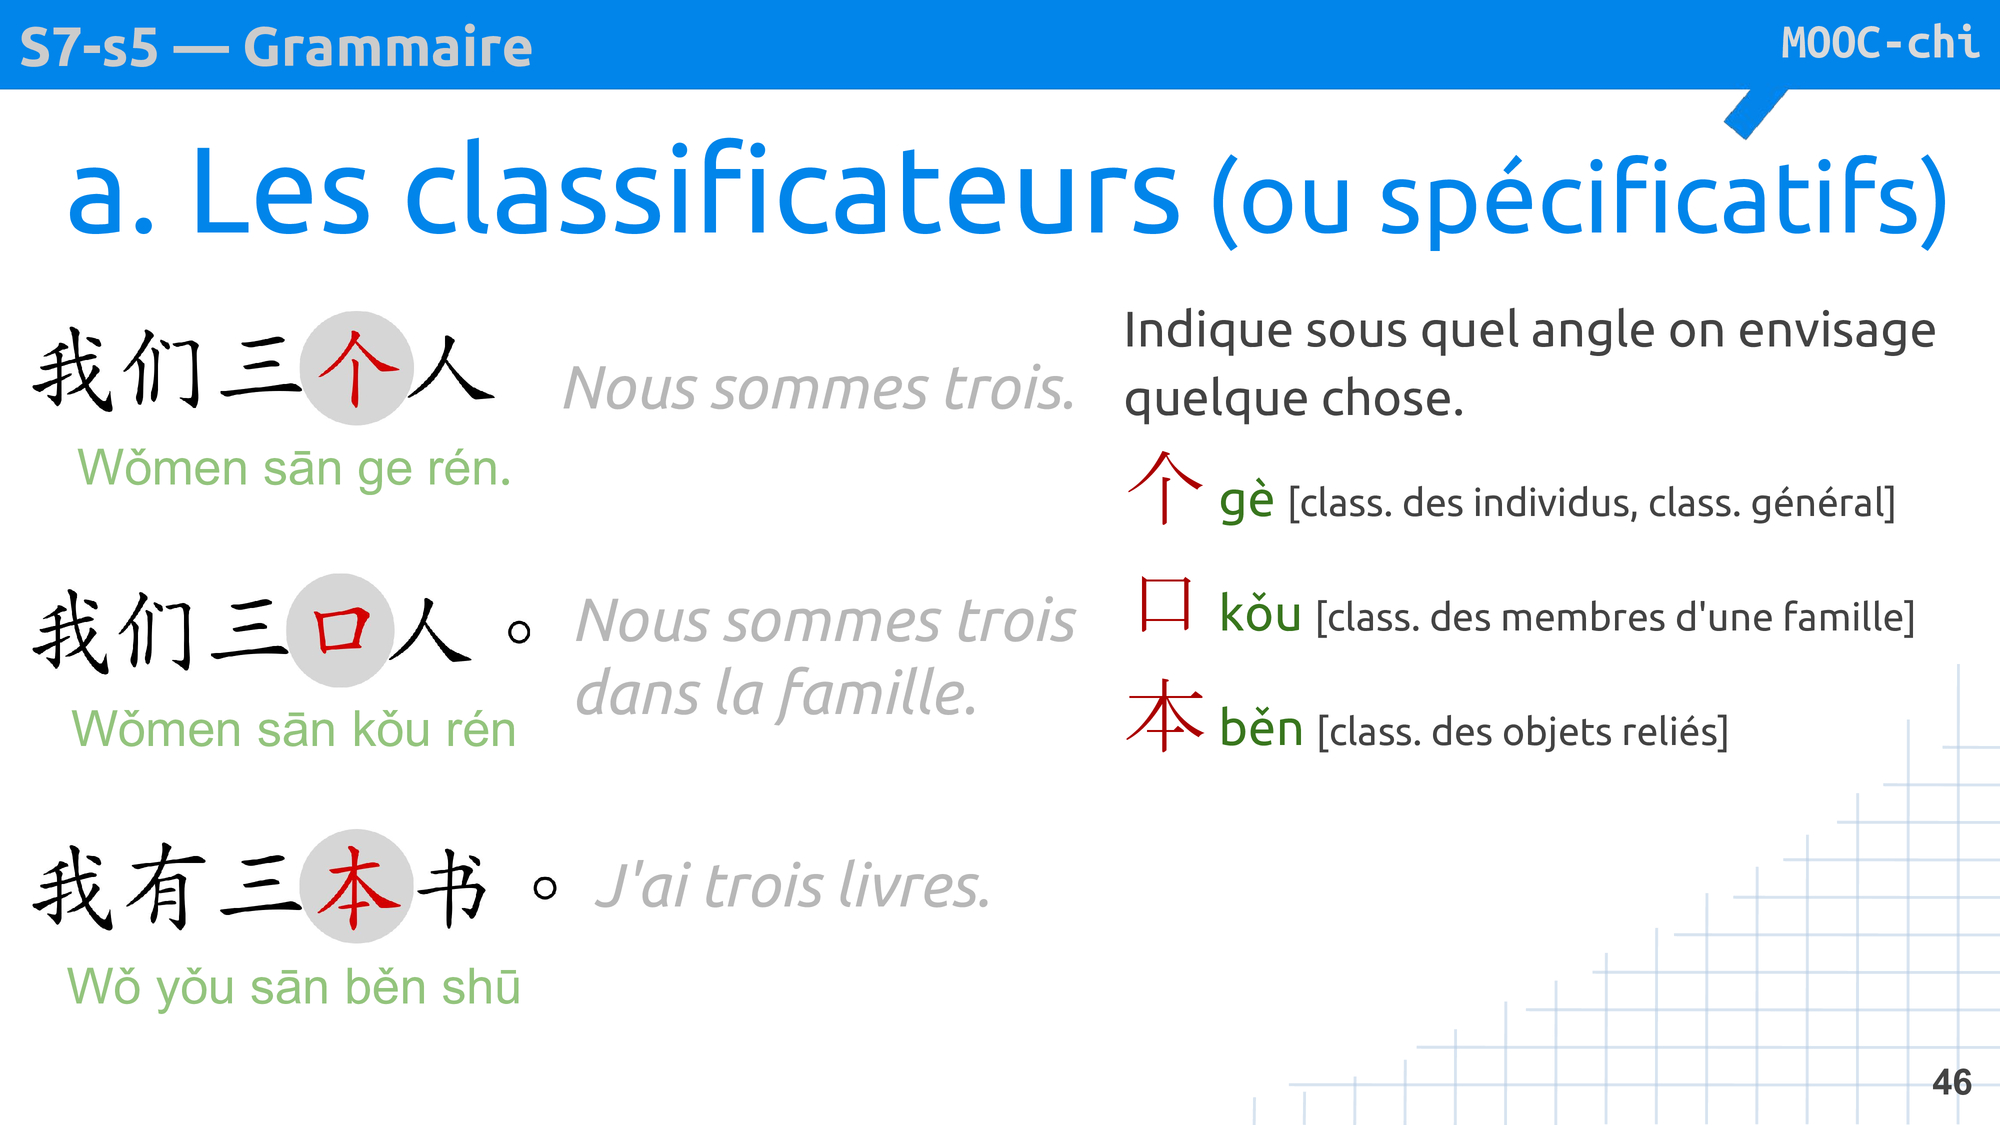 S7-s5 — Grammaire
MOOC-chi
a. Les classificateurs (ou spécificatifs)
我们三个人
Nous sommes trois.
Wǒmen sān ge rén.
我们三口人。
Nous sommes trois
dans la famille.
Wǒmen sān kǒu rén
我有三本书。
J'ai trois livres.
Wǒ yǒu sān běn shū
Indique sous quel angle on envisage
quelque chose.
个 gè [class. des individus, class. général]
口 kǒu [class. des membres d'une famille]
本 běn [class. des objets reliés]
46